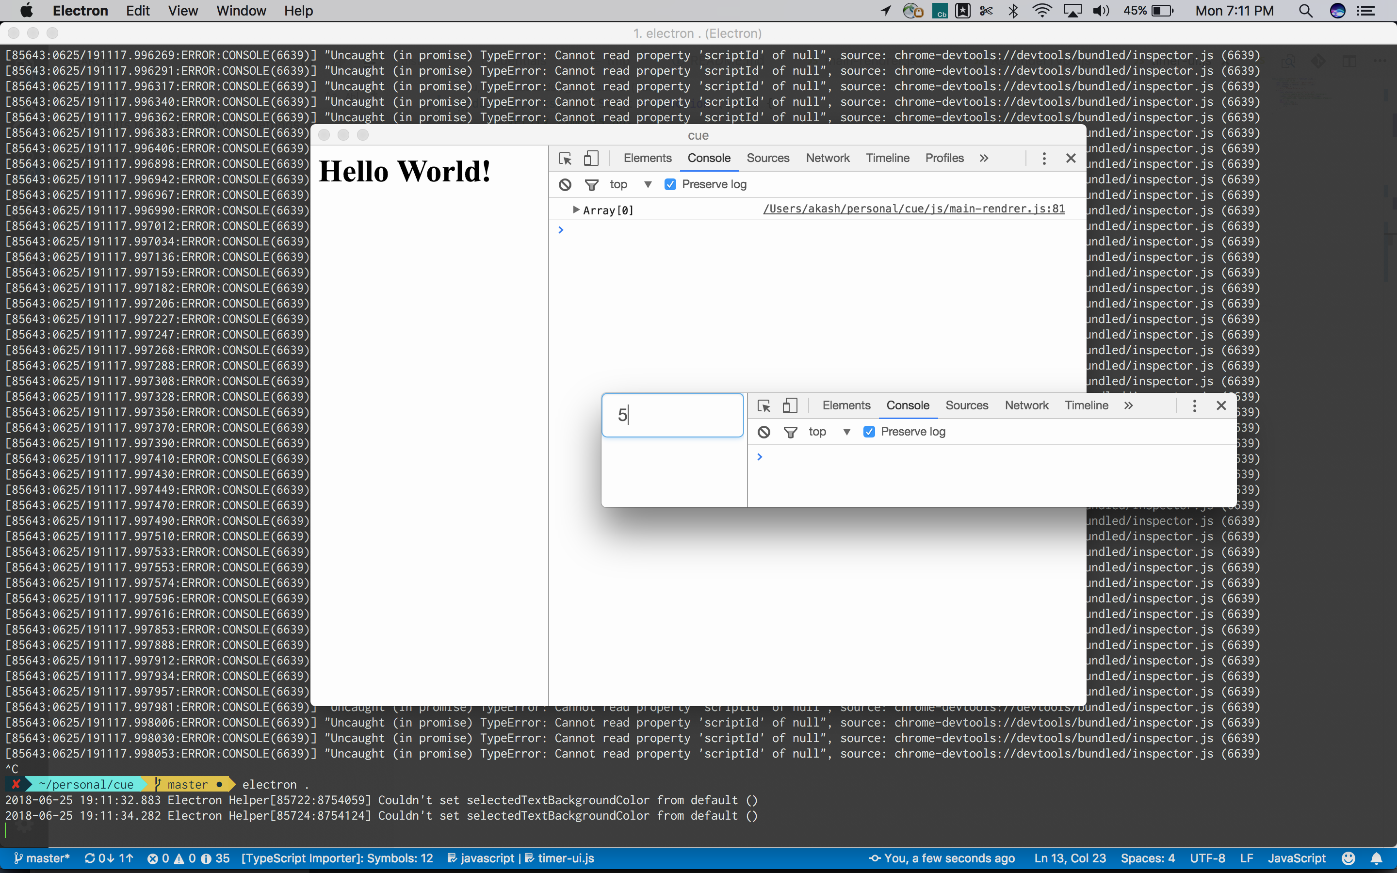 Electron Edit View Window Help 45% Mon 7:11 PM
1. electron . (Electron)
[85643:0625/191117.996269:ERROR:CONSOLE(6639)] "Uncaught (in promise) TypeError: Cannot read property 'scriptId' of null", source: chrome-devtools://devtools/bundled/inspector.js (6639)
[85643:0625/191117.996291:ERROR:CONSOLE(6639)] "Uncaught (in promise) TypeError: Cannot read property 'scriptId' of null", source: chrome-devtools://devtools/bundled/inspector.js (6639)
[85643:0625/191117.996317:ERROR:CONSOLE(6639)] "Uncaught (in promise) TypeError: Cannot read property 'scriptId' of null", source: chrome-devtools://devtools/bundled/inspector.js (6639)
[85643:0625/191117.996340:ERROR:CONSOLE(6639)] "Uncaught (in promise) TypeError: Cannot read property 'scriptId' of null", source: chrome-devtools://devtools/bundled/inspector.js (6639)
[85643:0625/191117.996362:ERROR:CONSOLE(6639)] "Uncaught (in promise) TypeError: Cannot read property 'scriptId' of null", source: chrome-devtools://devtools/bundled/inspector.js (6639)
[85643:0625/191117.996383:ERROR:CONSOLE(6639) undled/inspector.js (6639)
[85643:0625/191117.996406:ERROR:CONSOLE(6639) undled/inspector.js (6639)
[85643:0625/191117.996898:ERROR:CONSOLE(6639) undled/inspector.js (6639)
[85643:0625/191117.996942:ERROR:CONSOLE(6639) undled/inspector.js (6639)
[85643:0625/191117.996967:ERROR:CONSOLE(6639) undled/inspector.js (6639)
[85643:0625/191117.996990:ERROR:CONSOLE(6639) undled/inspector.js (6639)
[85643:0625/191117.997012:ERROR:CONSOLE(6639) undled/inspector.js (6639)
[85643:0625/191117.997034:ERROR:CONSOLE(6639) undled/inspector.js (6639)
[85643:0625/191117.997136:ERROR:CONSOLE(6639) undled/inspector.js (6639)
[85643:0625/191117.997159:ERROR:CONSOLE(6639) undled/inspector.js (6639)
[85643:0625/191117.997182:ERROR:CONSOLE(6639) undled/inspector.js (6639)
[85643:0625/191117.997206:ERROR:CONSOLE(6639) undled/inspector.js (6639)
[85643:0625/191117.997227:ERROR:CONSOLE(6639) undled/inspector.js (6639)
[85643:0625/191117.997247:ERROR:CONSOLE(6639) undled/inspector.js (6639)
[85643:0625/191117.997268:ERROR:CONSOLE(6639) undled/inspector.js (6639)
[85643:0625/191117.997288:ERROR:CONSOLE(6639) undled/inspector.js (6639)
[85643:0625/191117.997308:ERROR:CONSOLE(6639) undled/inspector.js (6639)
[85643:0625/191117.997328:ERROR:CONSOLE(6639) 39)
[85643:0625/191117.997350:ERROR:CONSOLE(6639) 39)
[85643:0625/191117.997370:ERROR:CONSOLE(6639) 39)
[85643:0625/191117.997390:ERROR:CONSOLE(6639) 39)
[85643:0625/191117.997410:ERROR:CONSOLE(6639) 39)
[85643:0625/191117.997430:ERROR:CONSOLE(6639) 39)
[85643:0625/191117.997449:ERROR:CONSOLE(6639) 39)
[85643:0625/191117.997470:ERROR:CONSOLE(6639) 39)
[85643:0625/191117.997490:ERROR:CONSOLE(6639) undled/inspector.js (6639)
[85643:0625/191117.997510:ERROR:CONSOLE(6639) undled/inspector.js (6639)
[85643:0625/191117.997533:ERROR:CONSOLE(6639) undled/inspector.js (6639)
[85643:0625/191117.997553:ERROR:CONSOLE(6639) undled/inspector.js (6639)
[85643:0625/191117.997574:ERROR:CONSOLE(6639) undled/inspector.js (6639)
[85643:0625/191117.997596:ERROR:CONSOLE(6639) undled/inspector.js (6639)
[85643:0625/191117.997616:ERROR:CONSOLE(6639) undled/inspector.js (6639)
[85643:0625/191117.997853:ERROR:CONSOLE(6639) undled/inspector.js (6639)
[85643:0625/191117.997888:ERROR:CONSOLE(6639) undled/inspector.js (6639)
[85643:0625/191117.997912:ERROR:CONSOLE(6639) undled/inspector.js (6639)
[85643:0625/191117.997934:ERROR:CONSOLE(6639) undled/inspector.js (6639)
[85643:0625/191117.997957:ERROR:CONSOLE(6639) undled/inspector.js (6639)
[85643:0625/191117.997981:ERROR:CONSOLE(6639)] "Uncaught (in promise) TypeError: Cannot read property 'scriptId' of null", source: chrome-devtools://devtools/bundled/inspector.js (6639)
[85643:0625/191117.998006:ERROR:CONSOLE(6639)] "Uncaught (in promise) TypeError: Cannot read property 'scriptId' of null", source: chrome-devtools://devtools/bundled/inspector.js (6639)
[85643:0625/191117.998030:ERROR:CONSOLE(6639)] "Uncaught (in promise) TypeError: Cannot read property 'scriptId' of null", source: chrome-devtools://devtools/bundled/inspector.js (6639)
[85643:0625/191117.998053:ERROR:CONSOLE(6639)] "Uncaught (in promise) TypeError: Cannot read property 'scriptId' of null", source: chrome-devtools://devtools/bundled/inspector.js (6639)
^C
✘ ~/personal/cue master ● electron .
2018-06-25 19:11:32.883 Electron Helper[85722:8754059] Couldn't set selectedTextBackgroundColor from default ()
2018-06-25 19:11:34.282 Electron Helper[85724:8754124] Couldn't set selectedTextBackgroundColor from default ()
cue
Hello World!
Elements Console Sources Network Timeline Profiles »
top ▼ Preserve log
▶ Array[0] /Users/akash/personal/cue/js/main-rendrer.js:81
>
5
Elements Console Sources Network Timeline »
top ▼ Preserve log
>
master* 0↓ 1↑ 0 0 35 [TypeScript Importer]: Symbols: 12 javascript | timer-ui.js You, a few seconds ago Ln 13, Col 23 Spaces: 4 UTF-8 LF JavaScript